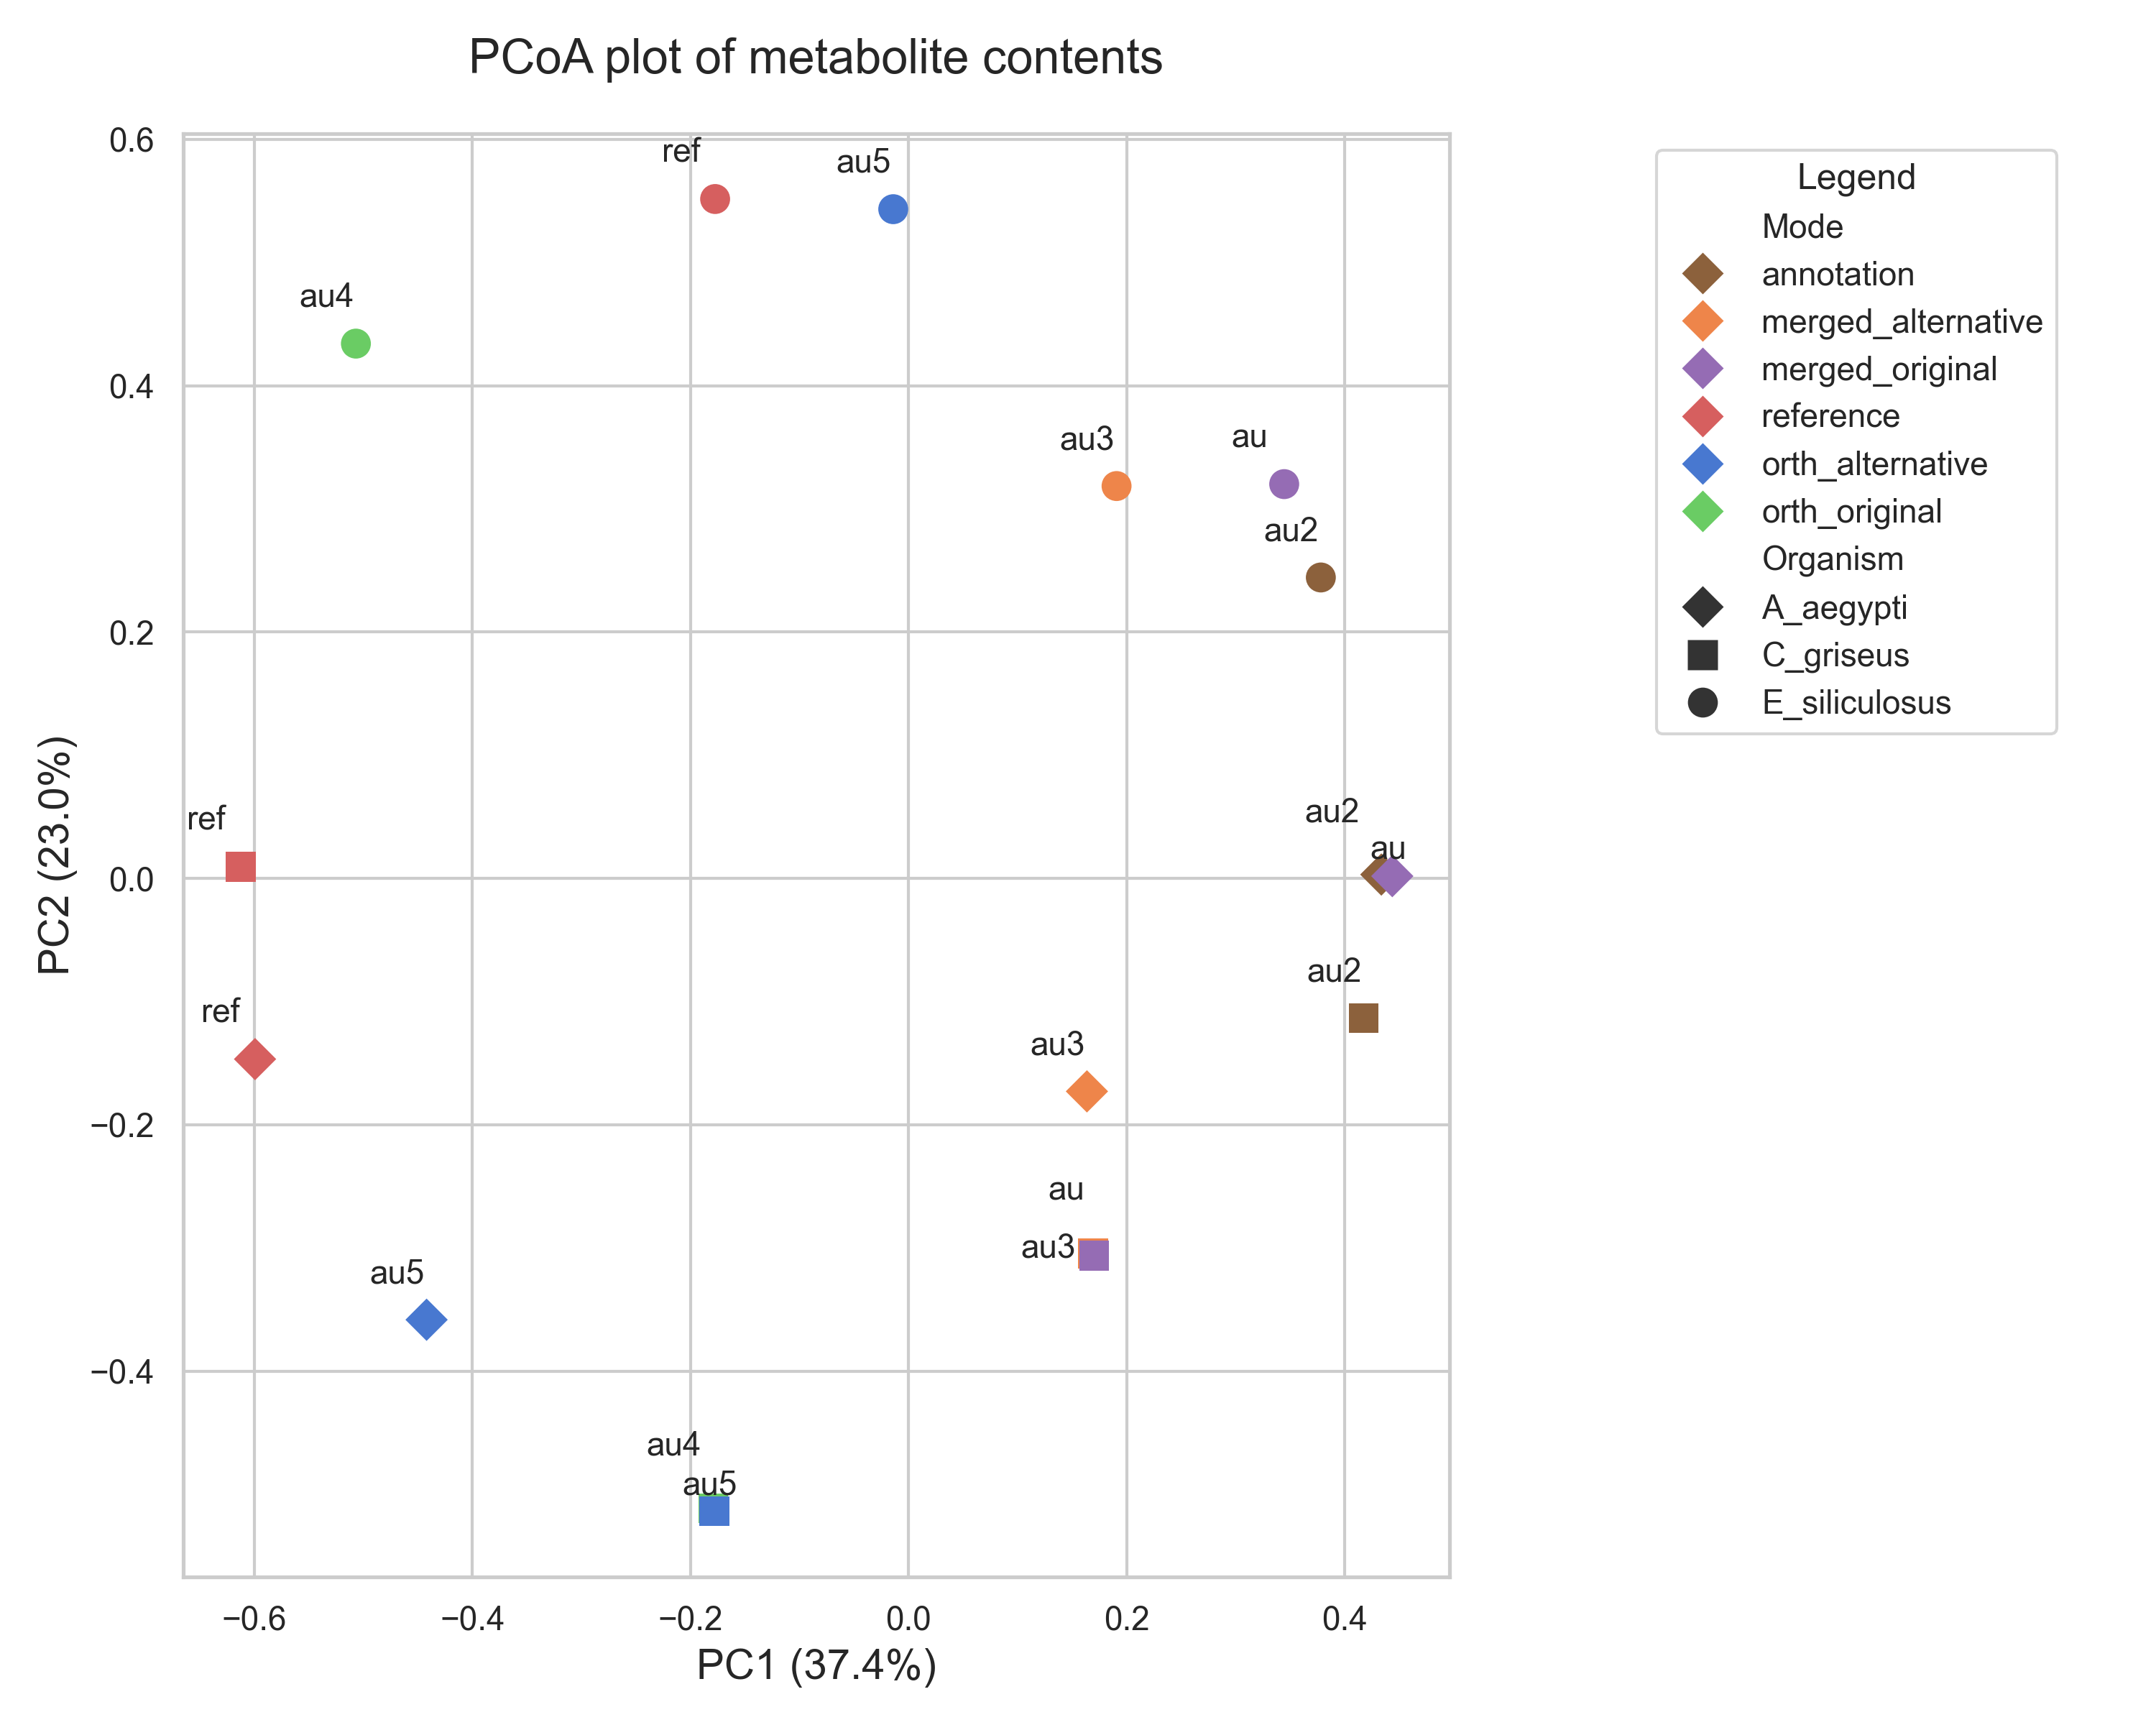 PCoA plot of metabolite contents
0.6
0.4
0.2
0.0
−0.2
−0.4
PC2 (23.0%)
ref
au5
au4
au3
au
au2
ref
au2
au
au2
ref
au3
au
au3
au5
au4
au5
−0.6
−0.4
−0.2
0.0
0.2
0.4
PC1 (37.4%)
Legend
Mode
annotation
merged_alternative
merged_original
reference
orth_alternative
orth_original
Organism
A_aegypti
C_griseus
E_siliculosus